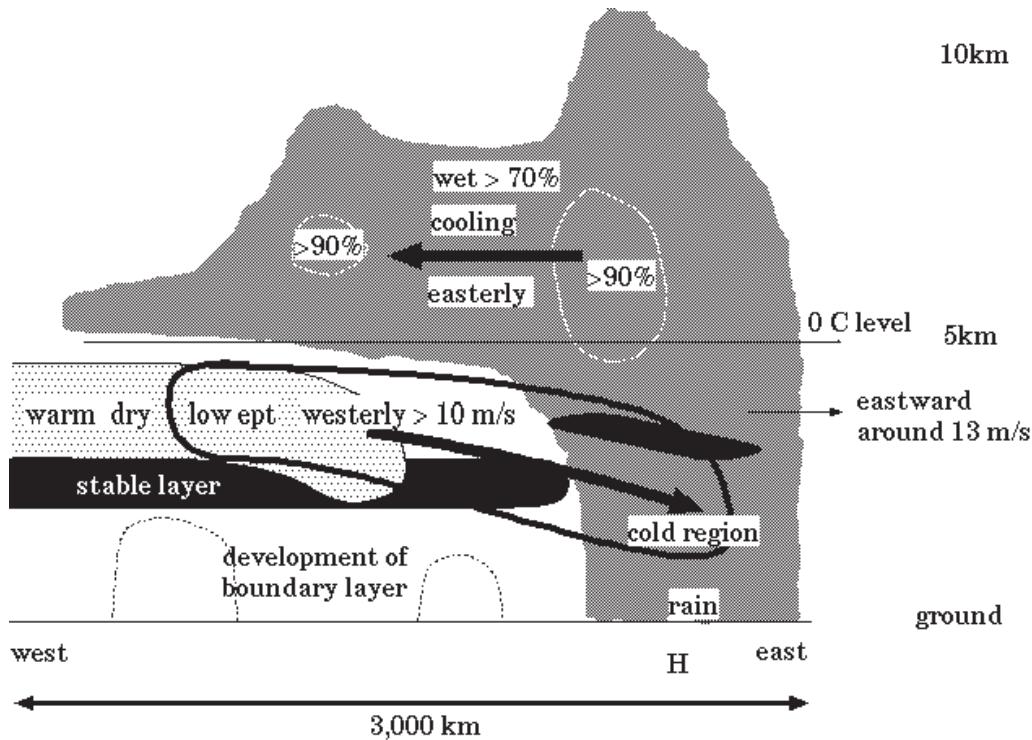 10km
wet > 70%
cooling
>90%
>90%
easterly
0 C level
5km
warm dry
low ept
westerly > 10 m/s
eastward
around 13 m/s
stable layer
cold region
development of
boundary layer
rain
ground
west
H
east
3,000 km